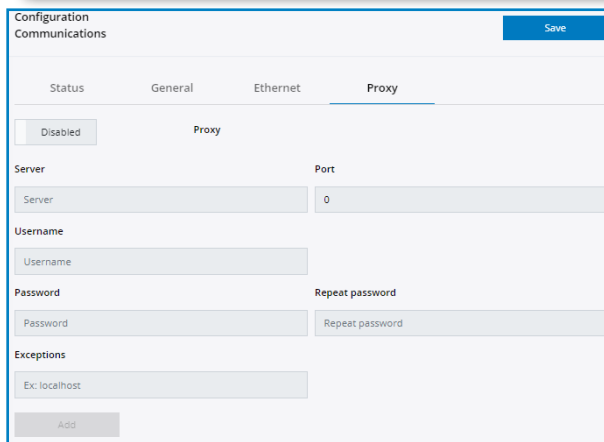 Configuration
Communications
Save
Status General Ethernet Proxy
Disabled Proxy
Server Port
Server 0
Username
Username
Password Repeat password
Password Repeat password
Exceptions
Ex: localhost
Add